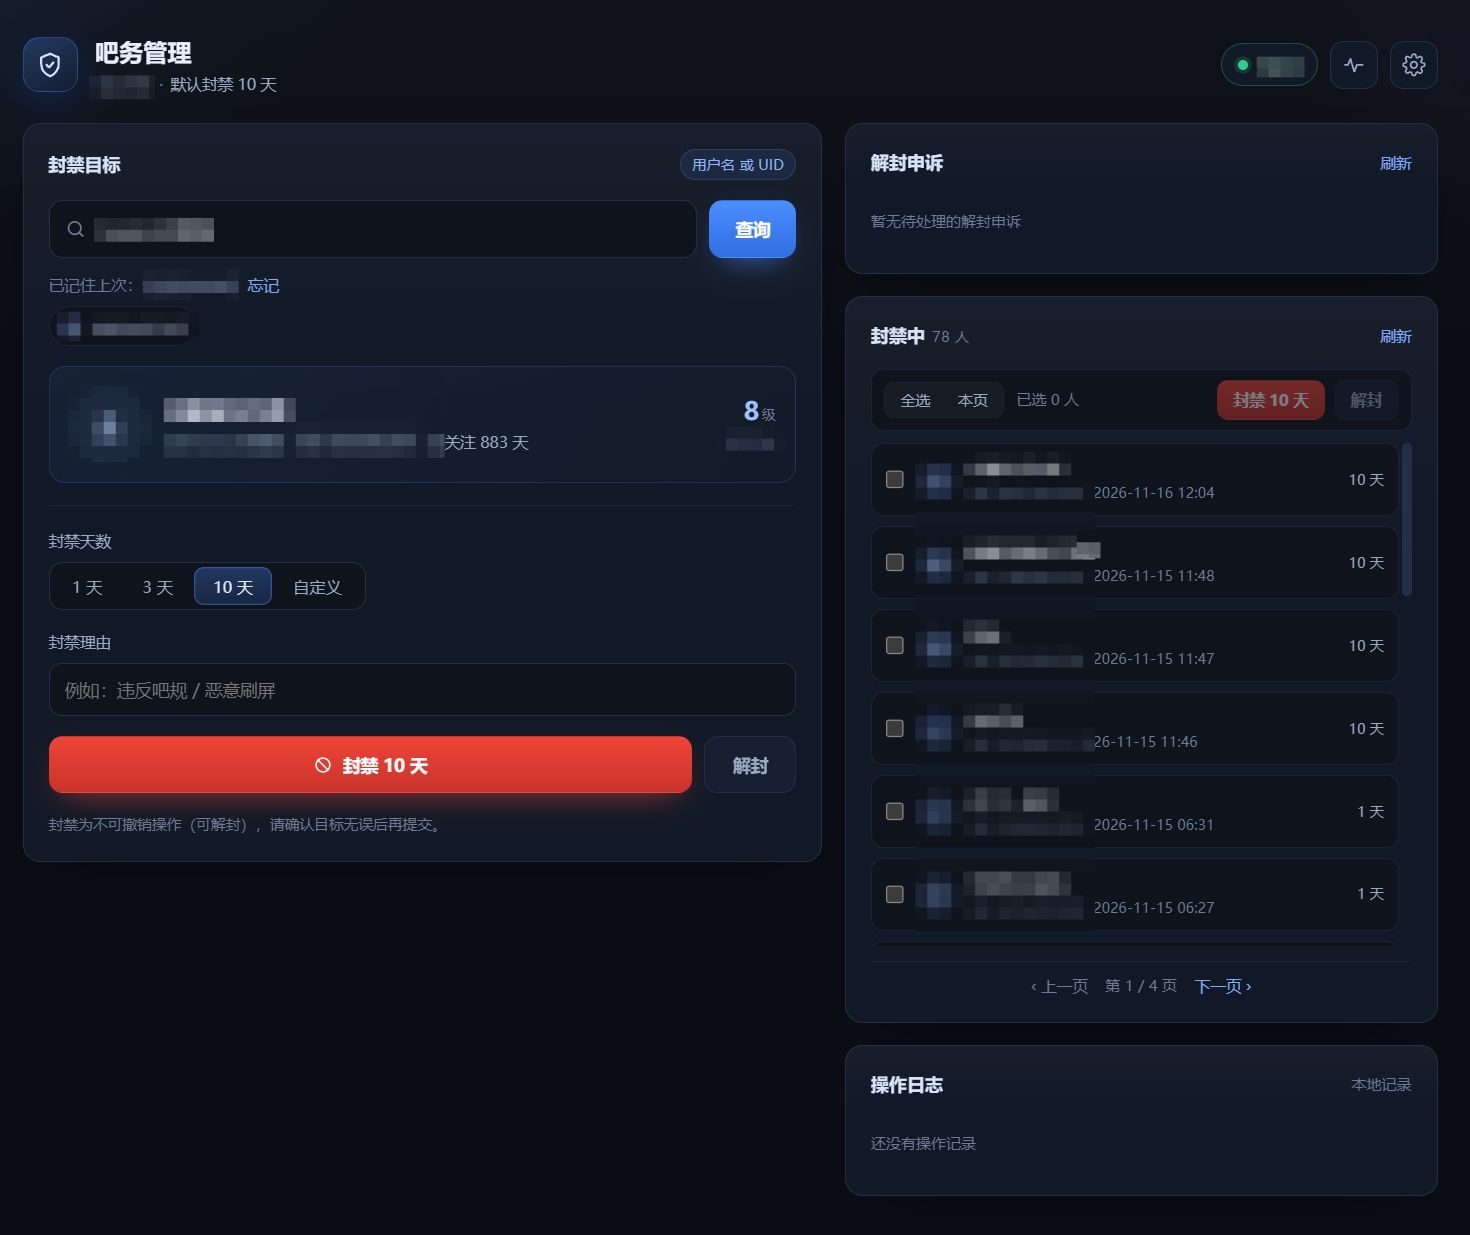 吧务管理
· 默认封禁 10 天
封禁目标
用户名 或 UID
查询
已记住上次:
忘记
8级
关注 883 天
封禁天数
1 天
3 天
10 天
自定义
封禁理由
例如：违反吧规 / 恶意刷屏
封禁 10 天
解封
封禁为不可撤销操作（可解封），请确认目标无误后再提交。
解封申诉
刷新
暂无待处理的解封申诉
封禁中 78 人
刷新
全选
本页
已选 0 人
封禁 10 天
解封
2026-11-16 12:04
10 天
2026-11-15 11:48
10 天
2026-11-15 11:47
10 天
26-11-15 11:46
10 天
2026-11-15 06:31
1 天
2026-11-15 06:27
1 天
‹ 上一页
第 1 / 4 页
下一页 ›
操作日志
本地记录
还没有操作记录